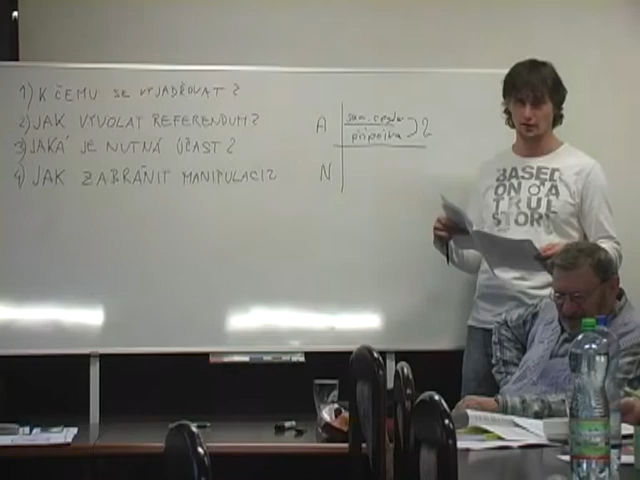 1) K ČEMU SE VYJADŘOVAT?
2) JAK VYVOLAT REFERENDUM?
3) JAKÁ JE NUTNÁ ÚČAST?
4) JAK ZABRÁNIT MANIPULACI?
A
přípojka
N
BASED
ON A
TRUE
STORY